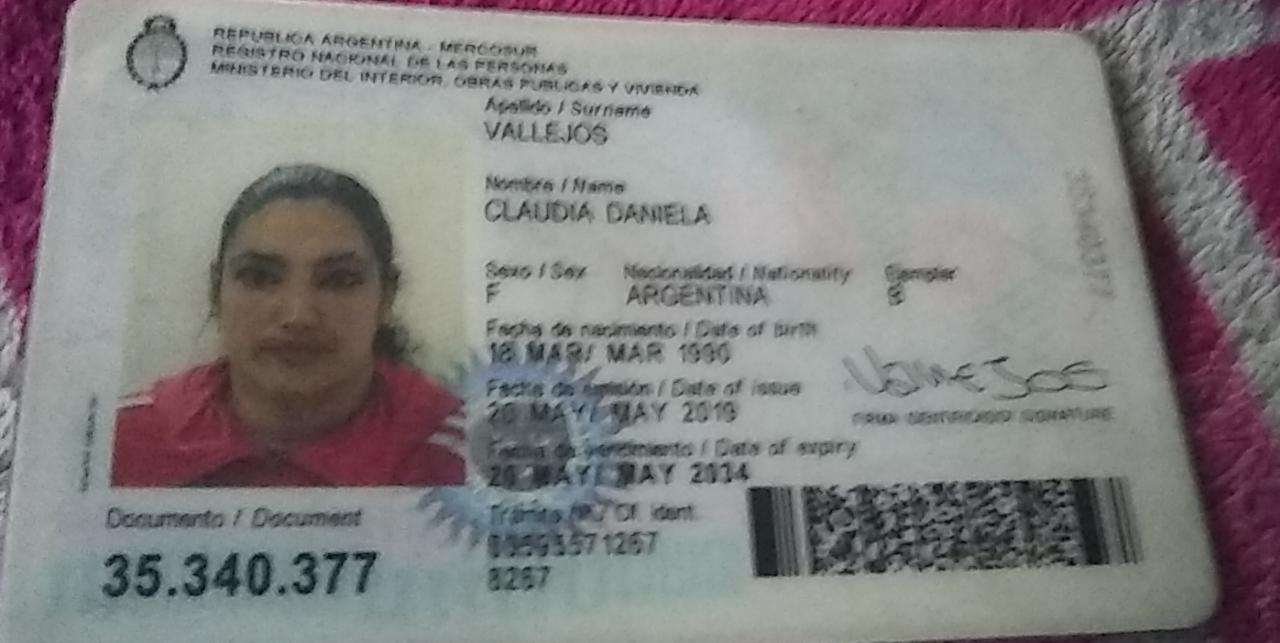 REPUBLICA ARGENTINA - MERCOSUR
REGISTRO NACIONAL DE LAS PERSONAS
MINISTERIO DEL INTERIOR, OBRAS PUBLICAS Y VIVIENDA
Apellido / Surname
VALLEJOS
Nombre / Name
CLAUDIA DANIELA
Sexo / Sex Nacionalidad / Nationality Ejemplar
F ARGENTINA B
Fecha de nacimiento / Date of birth
18 MAR/ MAR 1990
Fecha de emisión / Date of issue
20 MAY/ MAY 2019
Fecha de vencimiento / Date of expiry
20 MAY/ MAY 2034
FIRMA IDENTIFICADO/ SIGNATURE
Documento / Document
35.340.377
Trámite Of. Ident.
8267